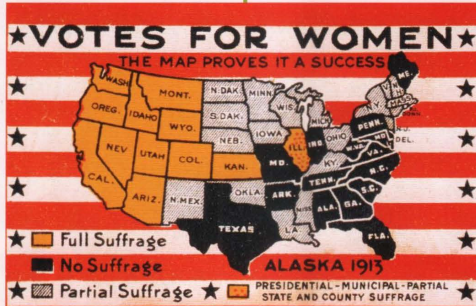 VOTES FOR WOMEN
THE MAP PROVES IT A SUCCESS
WASH.
OREG.
IDAHO
MONT.
WYO.
NEV
UTAH
COL.
CAL.
ARIZ.
N.MEX.
N.DAK.
S.DAK.
NEB.
KAN.
OKLA.
TEXAS
MINN.
IOWA
MO.
ARK.
LA.
WIS.
ILL.
MICH.
IND.
OHIO
KY.
TENN.
MISS.
ALA.
GA.
FLA.
S.C.
N.C.
VA.
W.VA.
PENN.
MD.
DEL.
N.J.
MASS.
ME.
Full Suffrage
No Suffrage
ALASKA 1913
Partial Suffrage
PRESIDENTIAL-MUNICIPAL-PARTIAL
STATE AND COUNTY SUFFRAGE